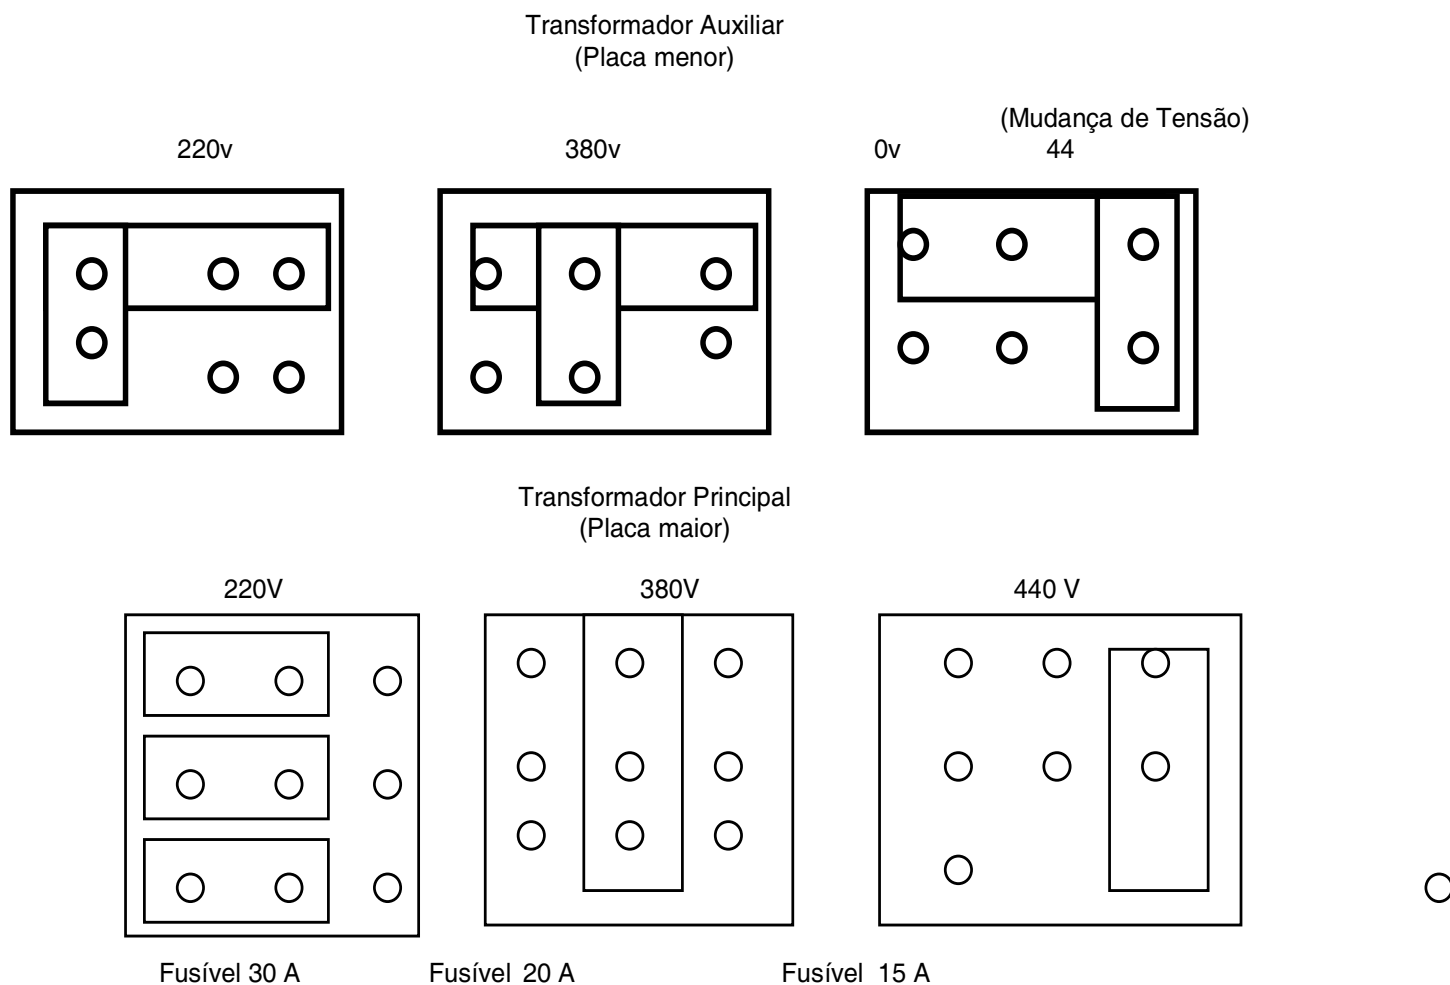 Transformador Auxiliar
(Placa menor)
(Mudança de Tensão)
220v 380v 0v 44
Transformador Principal
(Placa maior)
220V 380V 440 V
Fusível 30 A Fusível 20 A Fusível 15 A